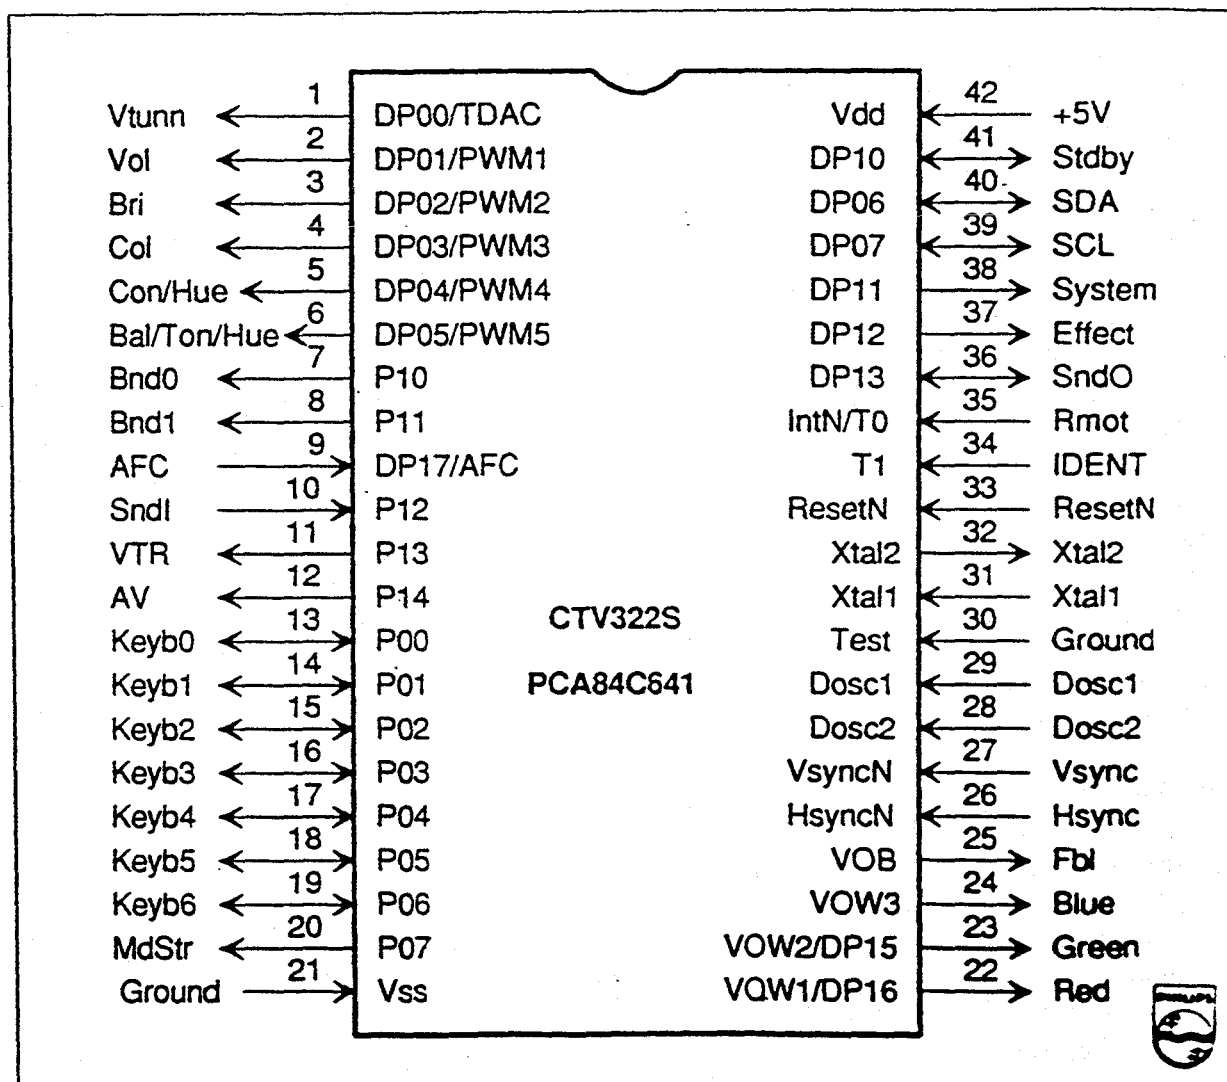 Vtunn 1 DP00/TDAC Vdd 42 +5V
Vol 2 DP01/PWM1 DP10 41 Stdby
Bri 3 DP02/PWM2 DP06 40 SDA
Col 4 DP03/PWM3 DP07 39 SCL
Con/Hue 5 DP04/PWM4 DP11 38 System
Bal/Ton/Hue 6 DP05/PWM5 DP12 37 Effect
Bnd0 7 P10 DP13 36 SndO
Bnd1 8 P11 IntN/T0 35 Rmot
AFC 9 DP17/AFC T1 34 IDENT
SndI 10 P12 ResetN 33 ResetN
VTR 11 P13 Xtal2 32 Xtal2
AV 12 P14 Xtal1 31 Xtal1
CTV322S
Keyb0 13 P00 Test 30 Ground
Keyb1 14 P01 PCA84C641 Dosc1 29 Dosc1
Keyb2 15 P02 Dosc2 28 Dosc2
Keyb3 16 P03 VsyncN 27 Vsync
Keyb4 17 P04 HsyncN 26 Hsync
Keyb5 18 P05 VOB 25 Fbl
Keyb6 19 P06 VOW3 24 Blue
MdStr 20 P07 VOW2/DP15 23 Green
Ground 21 Vss VOW1/DP16 22 Red
PHILIPS